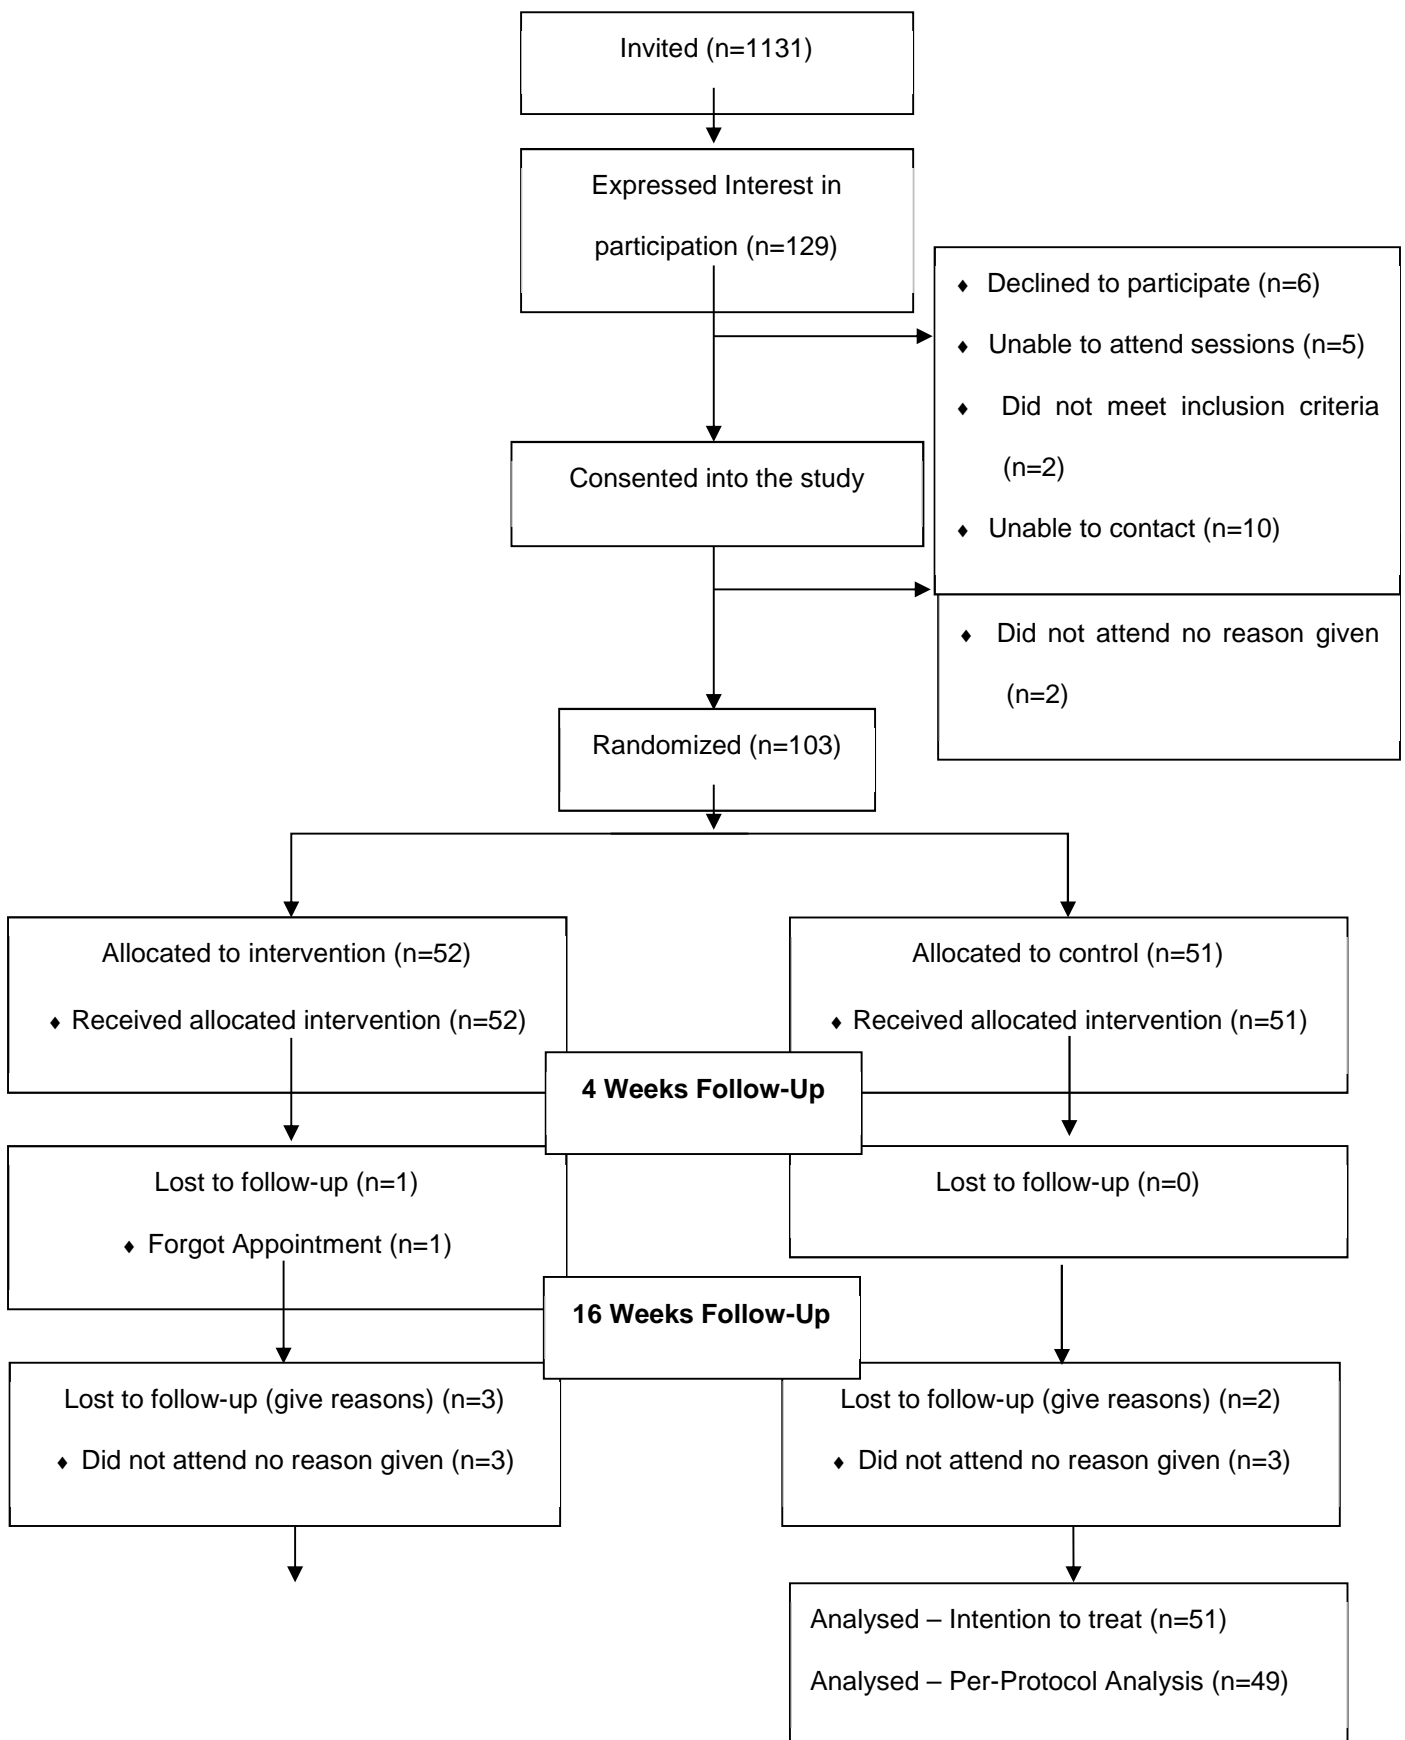 Invited (n=1131)
Expressed Interest in
participation (n=129)
♦ Declined to participate (n=6)
♦ Unable to attend sessions (n=5)
♦ Did not meet inclusion criteria
(n=2)
♦ Unable to contact (n=10)
Consented into the study
♦ Did not attend no reason given
(n=2)
Randomized (n=103)
Allocated to intervention (n=52)
♦ Received allocated intervention (n=52)
Allocated to control (n=51)
♦ Received allocated intervention (n=51)
4 Weeks Follow-Up
Lost to follow-up (n=1)
♦ Forgot Appointment (n=1)
Lost to follow-up (n=0)
16 Weeks Follow-Up
Lost to follow-up (give reasons) (n=3)
♦ Did not attend no reason given (n=3)
Lost to follow-up (give reasons) (n=2)
♦ Did not attend no reason given (n=3)
Analysed – Intention to treat (n=51)
Analysed – Per-Protocol Analysis (n=49)